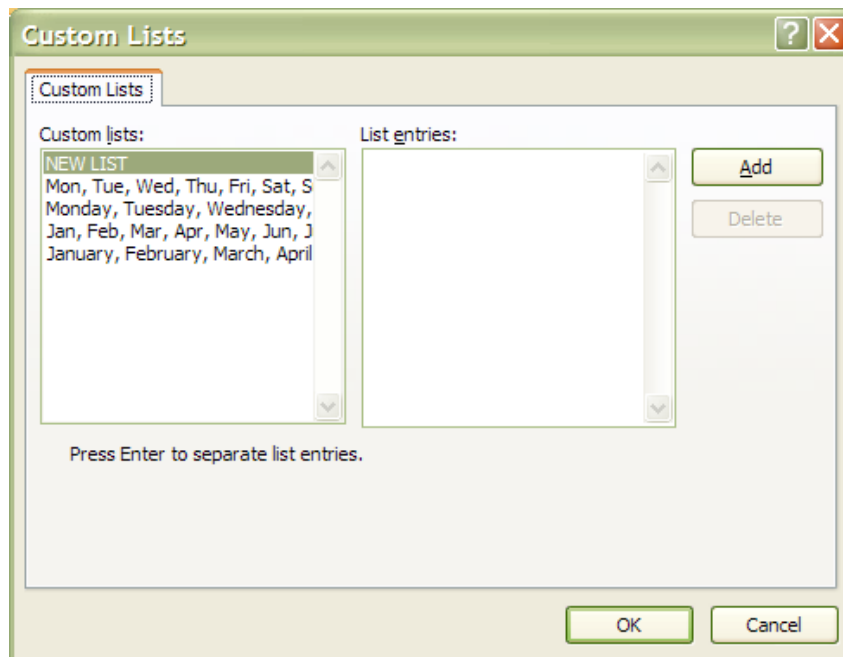 Custom Lists
Custom Lists
Custom lists:
List entries:
NEW LIST
Mon, Tue, Wed, Thu, Fri, Sat, S
Monday, Tuesday, Wednesday,
Jan, Feb, Mar, Apr, May, Jun, J
January, February, March, April
Add
Delete
Press Enter to separate list entries.
OK
Cancel